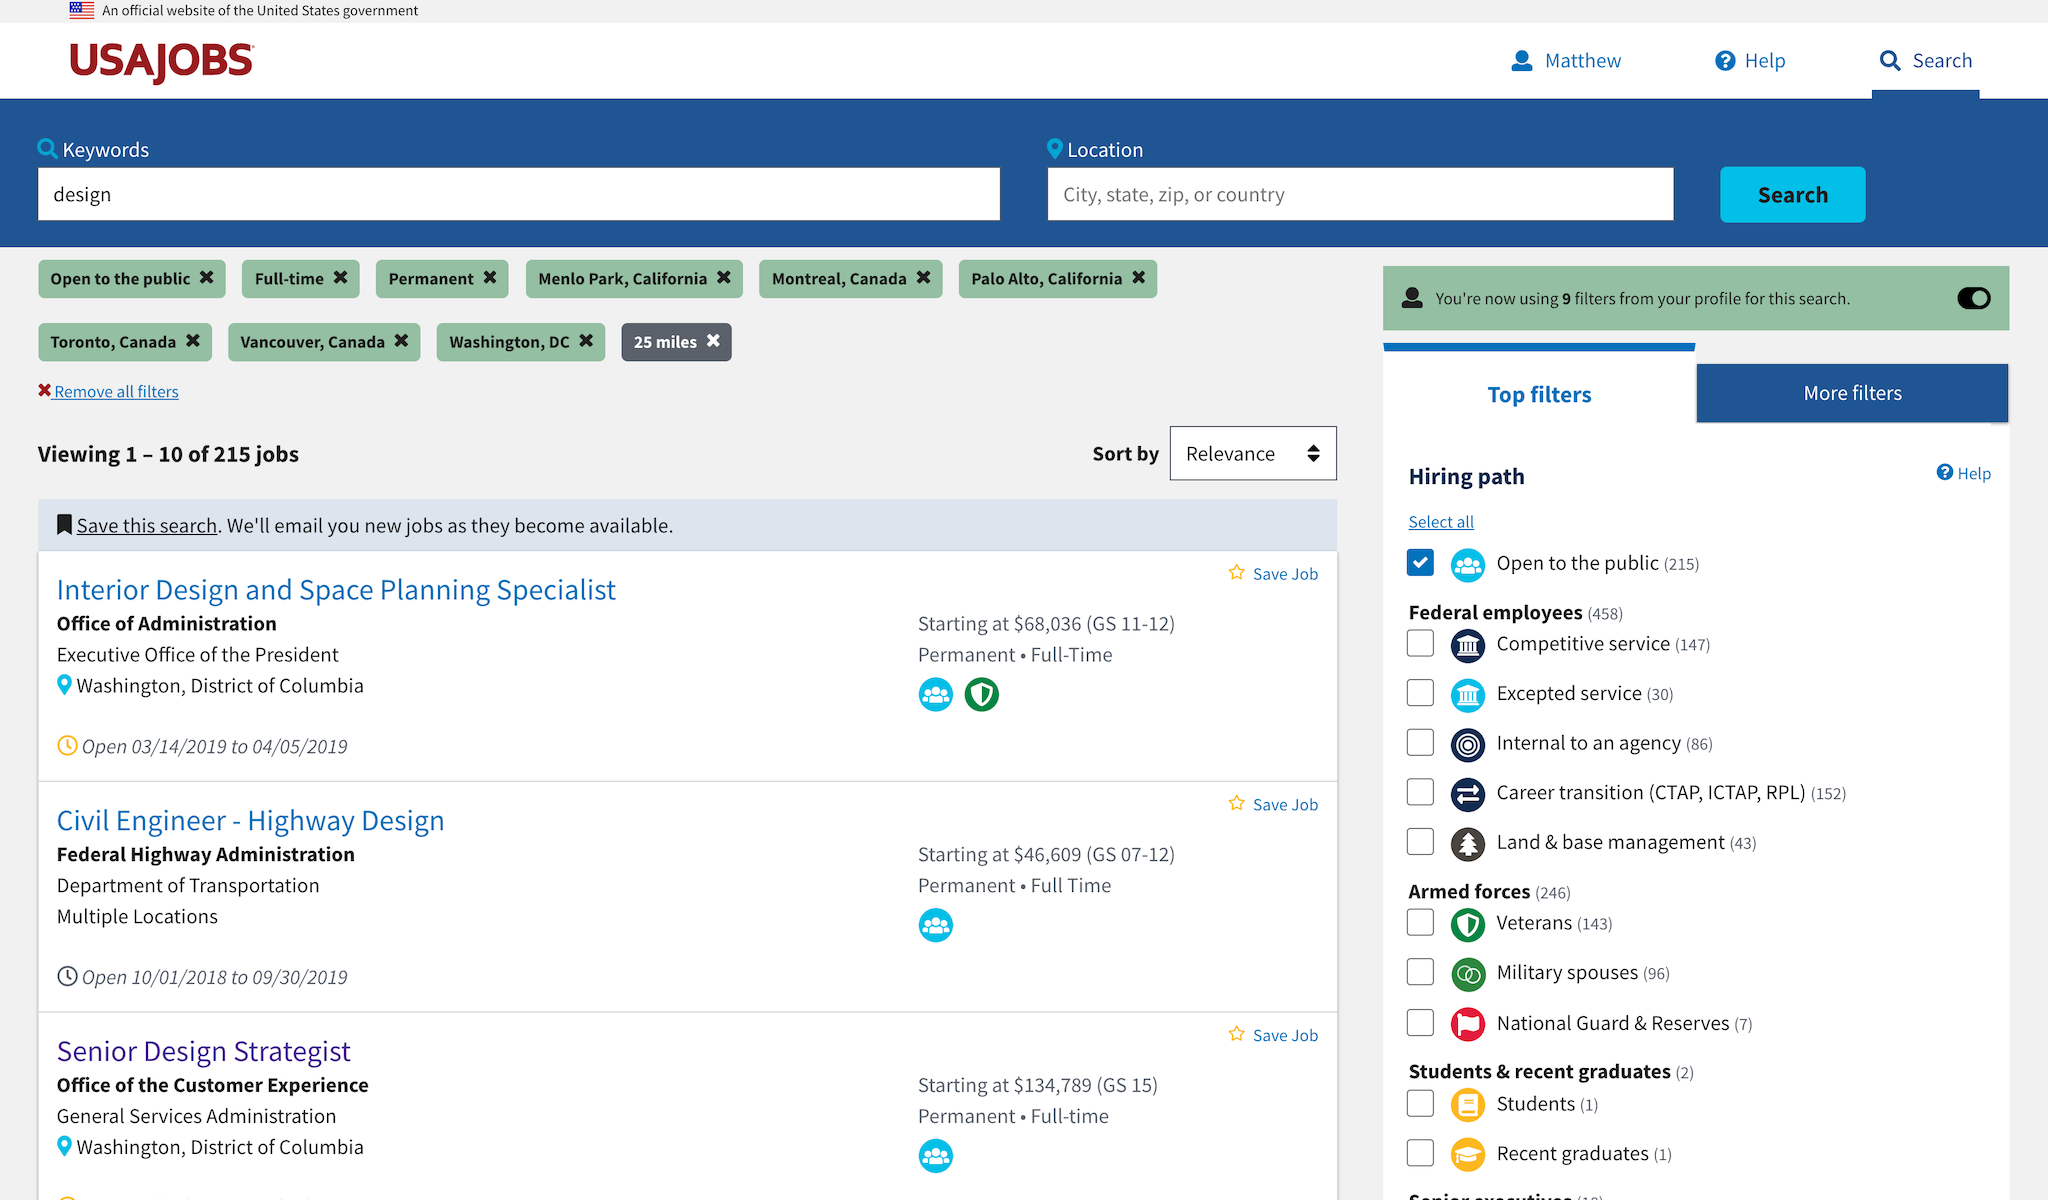 An official website of the United States government
USAJOBS
Matthew
Help
Search
Keywords
Location
design
City, state, zip, or country
Search
Open to the public
Full-time
Permanent
Menlo Park, California
Montreal, Canada
Palo Alto, California
Toronto, Canada
Vancouver, Canada
Washington, DC
25 miles
Remove all filters
You're now using 9 filters from your profile for this search.
Viewing 1 – 10 of 215 jobs
Sort by
Relevance
Save this search. We'll email you new jobs as they become available.
Interior Design and Space Planning Specialist
Save Job
Office of Administration
Executive Office of the President
Washington, District of Columbia
Starting at $68,036 (GS 11-12)
Permanent • Full-Time
Open 03/14/2019 to 04/05/2019
Civil Engineer - Highway Design
Save Job
Federal Highway Administration
Department of Transportation
Multiple Locations
Starting at $46,609 (GS 07-12)
Permanent • Full Time
Open 10/01/2018 to 09/30/2019
Senior Design Strategist
Save Job
Office of the Customer Experience
General Services Administration
Washington, District of Columbia
Starting at $134,789 (GS 15)
Permanent • Full-time
Top filters
More filters
Hiring path
Help
Select all
Open to the public (215)
Federal employees (458)
Competitive service (147)
Excepted service (30)
Internal to an agency (86)
Career transition (CTAP, ICTAP, RPL) (152)
Land & base management (43)
Armed forces (246)
Veterans (143)
Military spouses (96)
National Guard & Reserves (7)
Students & recent graduates (2)
Students (1)
Recent graduates (1)
Senior executives